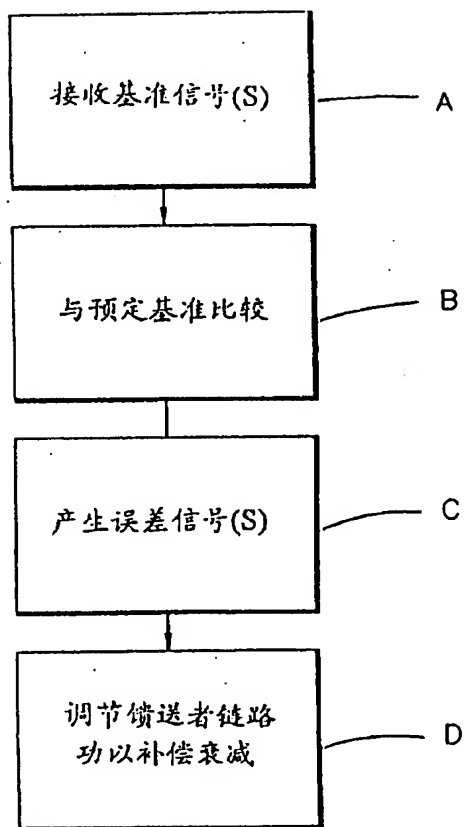 接收基准信号(S)
A
与预定基准比较
B
产生误差信号(S)
C
调节馈送者链路
功以补偿衰减
D